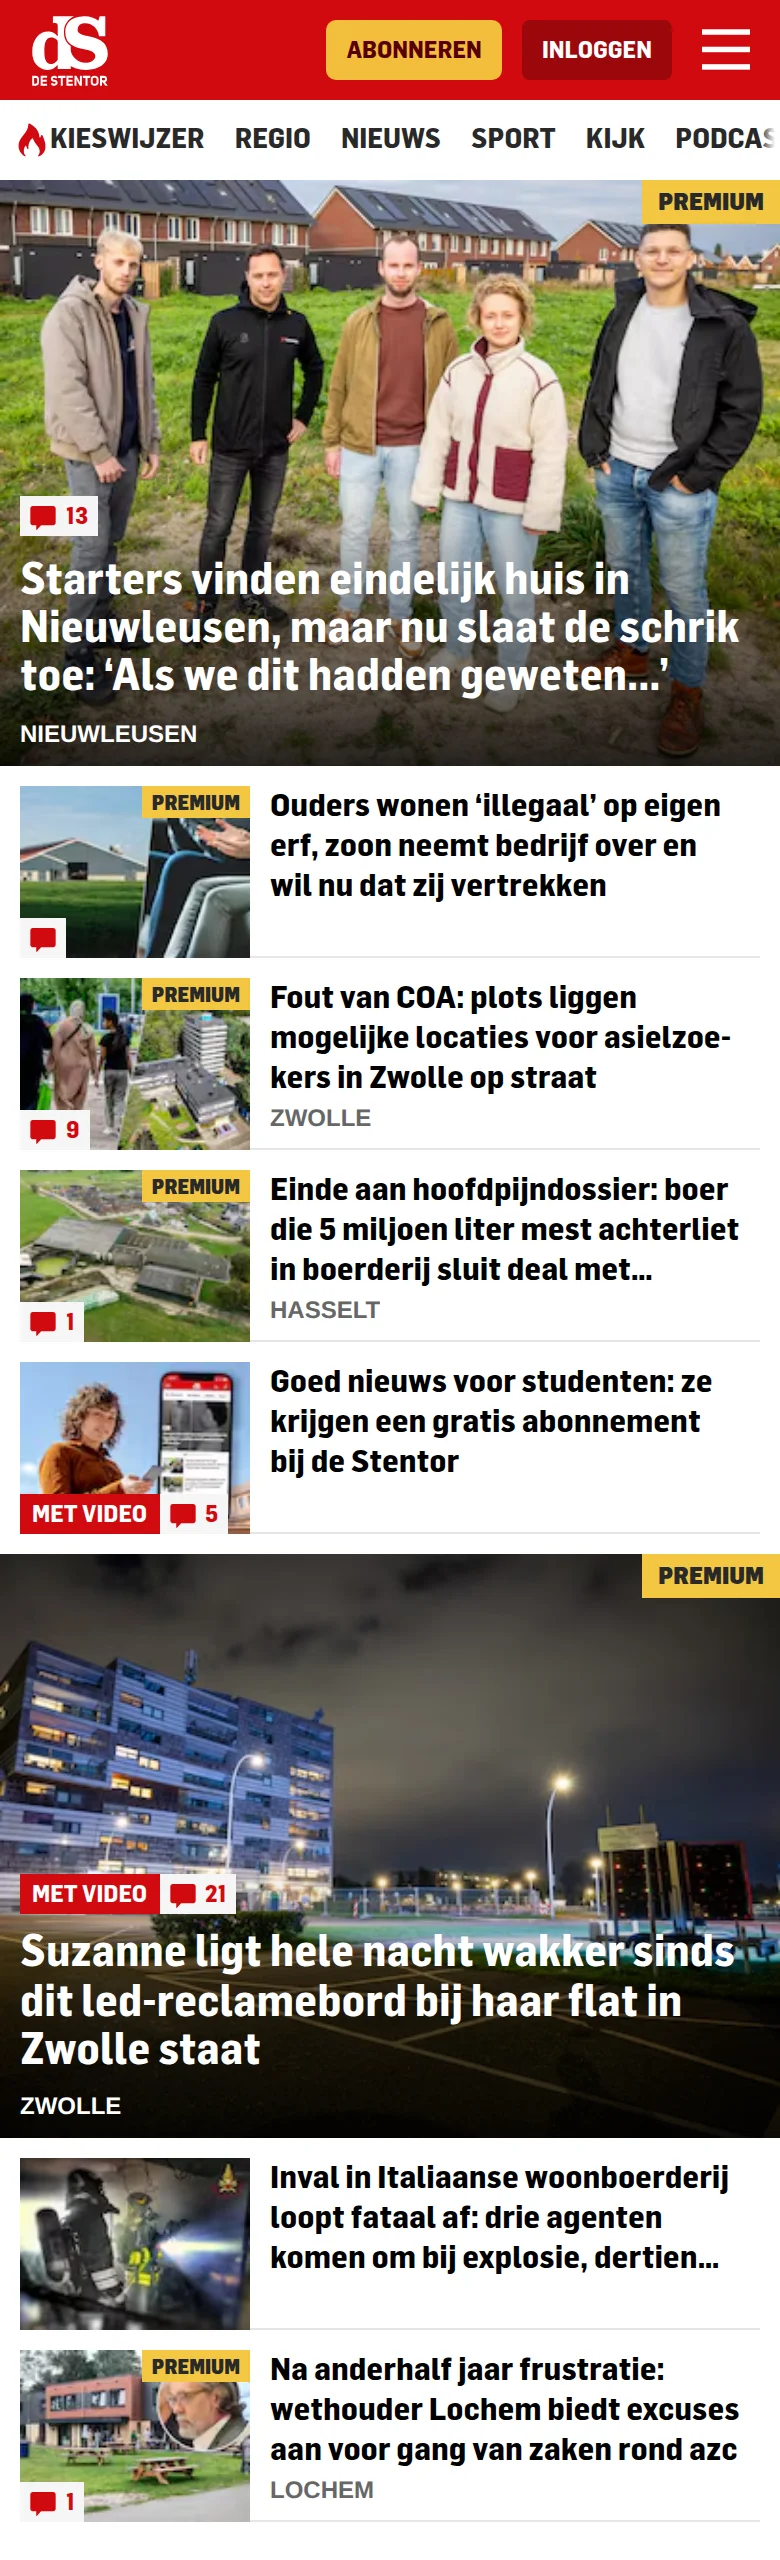 dS
DE STENTOR
ABONNEREN
INLOGGEN
KIESWIJZER REGIO NIEUWS SPORT KIJK PODCAS
PREMIUM
13
Starters vinden eindelijk huis in
Nieuwleusen, maar nu slaat de schrik
toe: ‘Als we dit hadden geweten...’
NIEUWLEUSEN
PREMIUM
Ouders wonen ‘illegaal’ op eigen
erf, zoon neemt bedrijf over en
wil nu dat zij vertrekken
PREMIUM
9
Fout van COA: plots liggen
mogelijke locaties voor asielzoe-
kers in Zwolle op straat
ZWOLLE
PREMIUM
1
Einde aan hoofdpijndossier: boer
die 5 miljoen liter mest achterliet
in boerderij sluit deal met...
HASSELT
MET VIDEO
5
Goed nieuws voor studenten: ze
krijgen een gratis abonnement
bij de Stentor
PREMIUM
MET VIDEO
21
Suzanne ligt hele nacht wakker sinds
dit led-reclamebord bij haar flat in
Zwolle staat
ZWOLLE
Inval in Italiaanse woonboerderij
loopt fataal af: drie agenten
komen om bij explosie, dertien...
PREMIUM
1
Na anderhalf jaar frustratie:
wethouder Lochem biedt excuses
aan voor gang van zaken rond azc
LOCHEM